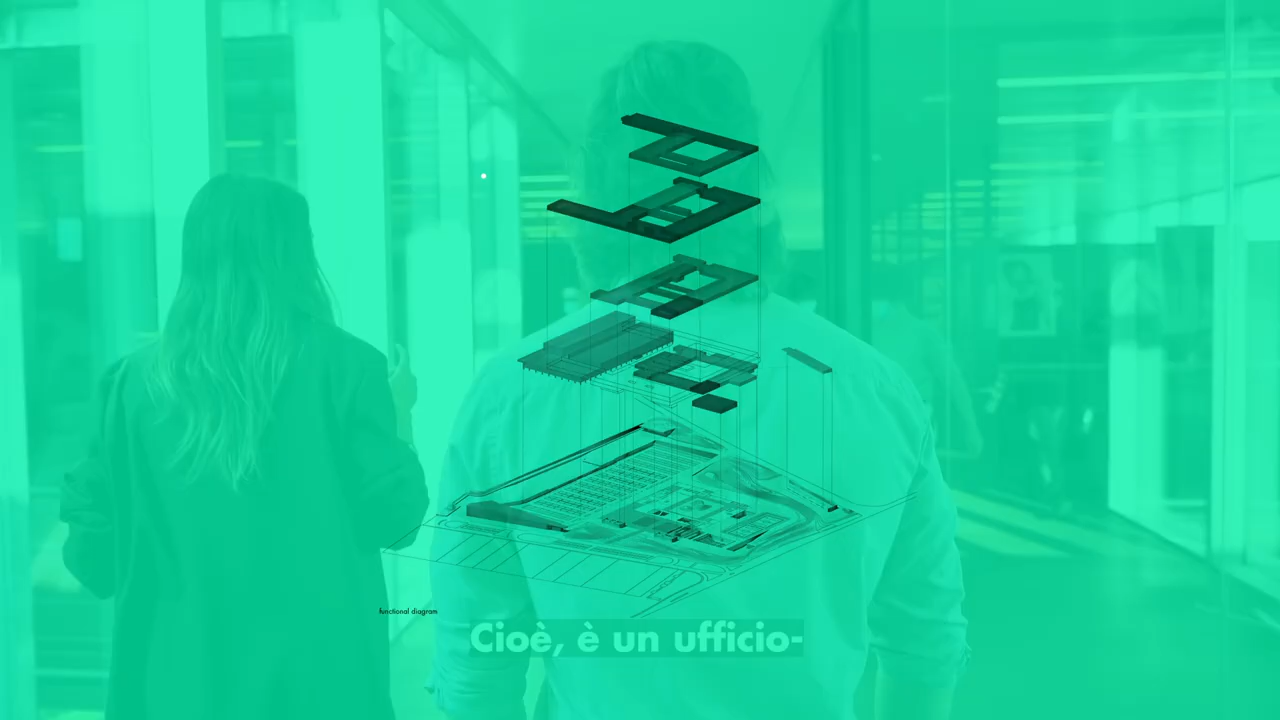 functional diagram
Cioè, è un ufficio-